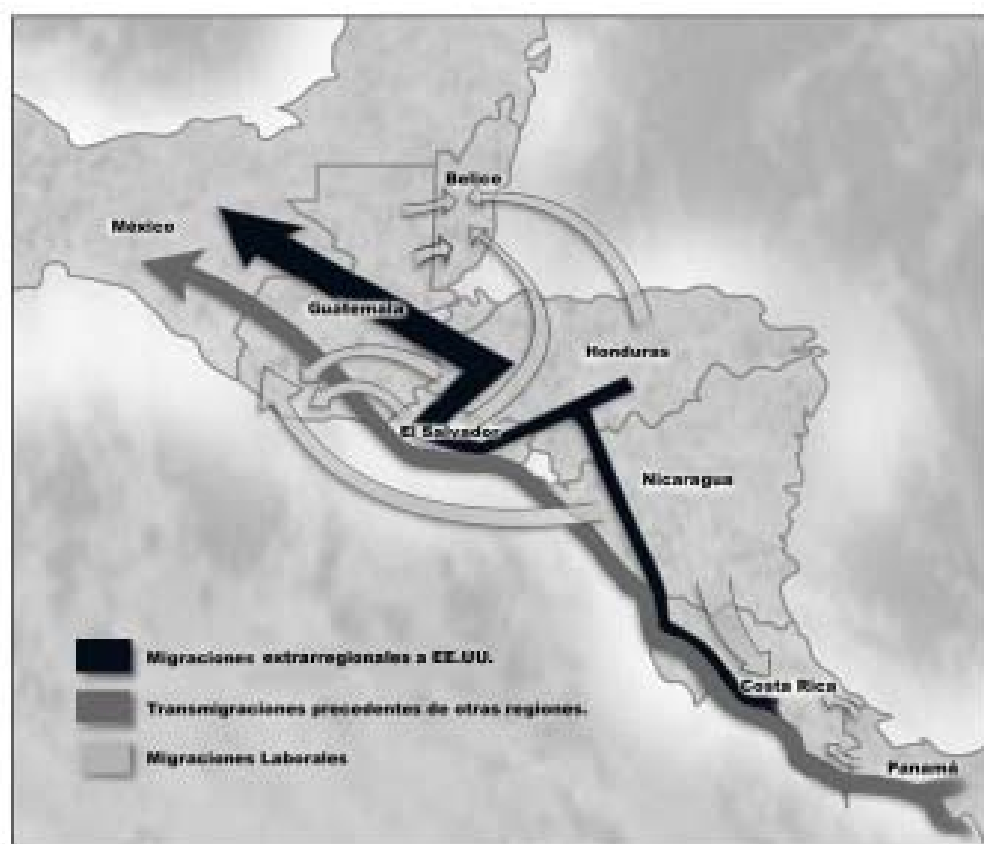 Belice
México
Guatemala
Honduras
El Salvador
Nicaragua
Migraciones extrarregionales a EE.UU.
Costa Rica
Transmigraciones precedentes de otras regiones.
Migraciones Laborales
Panamá